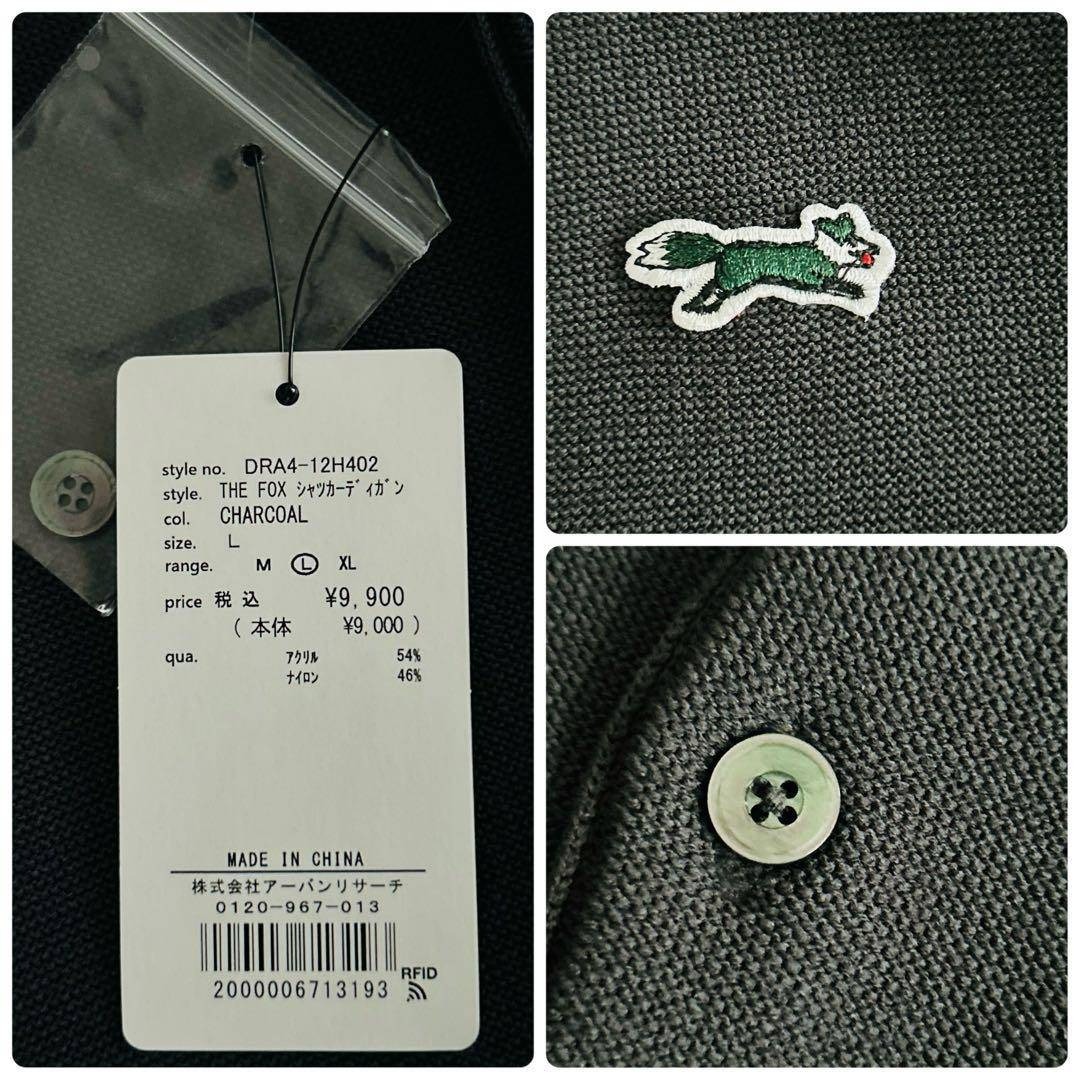 style no. DRA4-12H402
style. THE FOX ｼｬﾂｶｰﾃﾞｨｶﾞﾝ
col. CHARCOAL
size. L
range. M Ⓛ XL
price 税込 ¥9,900
( 本体 ¥9,000 )
qua. ｱｸﾘﾙ 54%
ﾅｲﾛﾝ 46%
MADE IN CHINA
株式会社アーバンリサーチ
0120-967-013
RFID
2000006713193